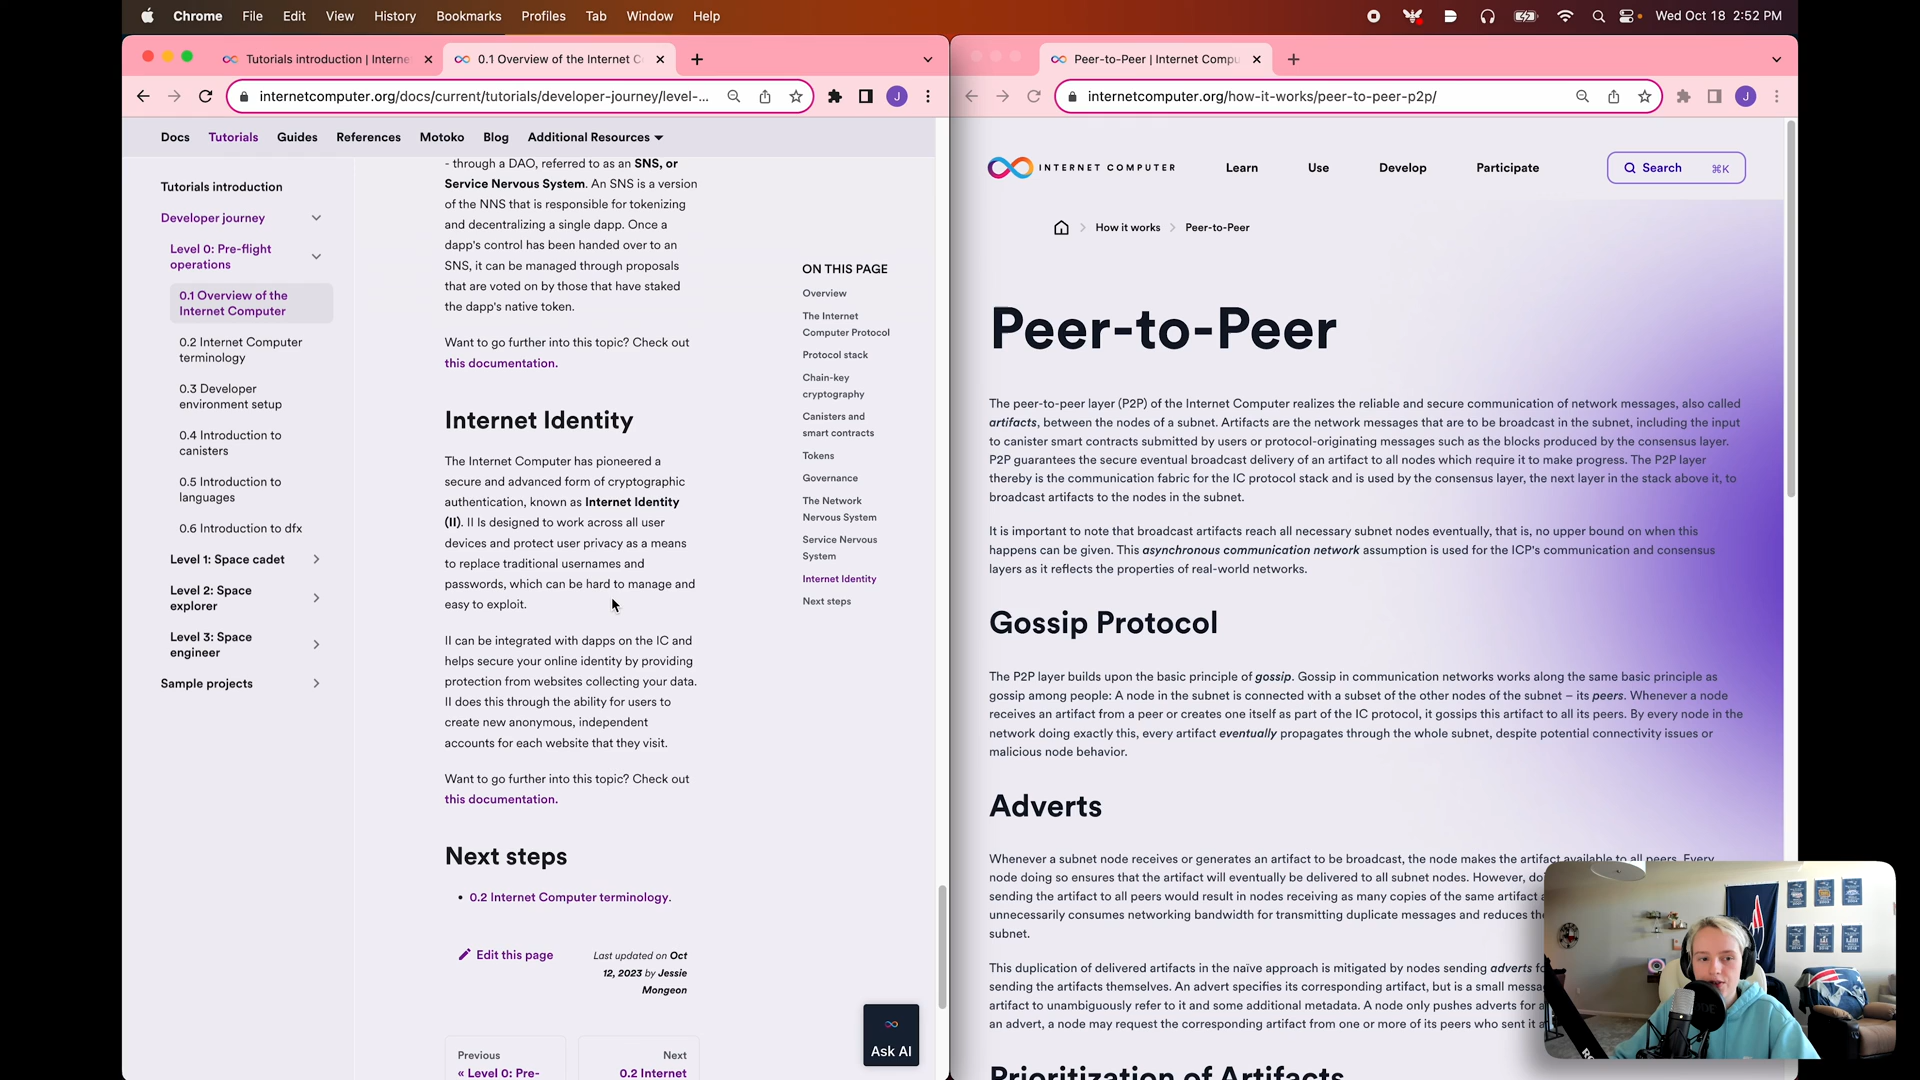 Chrome File Edit View History Bookmarks Profiles Tab Window Help Wed Oct 18 2:52 PM
Tutorials introduction | Interne
0.1 Overview of the Internet C
internetcomputer.org/docs/current/tutorials/developer-journey/level-...
J
Docs Tutorials Guides References Motoko Blog Additional Resources
Tutorials introduction
Developer journey
Level 0: Pre-flight
operations
0.1 Overview of the
Internet Computer
0.2 Internet Computer
terminology
0.3 Developer
environment setup
0.4 Introduction to
canisters
0.5 Introduction to
languages
0.6 Introduction to dfx
Level 1: Space cadet
Level 2: Space
explorer
Level 3: Space
engineer
Sample projects
- through a DAO, referred to as an SNS, or
Service Nervous System. An SNS is a version
of the NNS that is responsible for tokenizing
and decentralizing a single dapp. Once a
dapp's control has been handed over to an
SNS, it can be managed through proposals
that are voted on by those that have staked
the dapp's native token.
Want to go further into this topic? Check out
this documentation.
Internet Identity
The Internet Computer has pioneered a
secure and advanced form of cryptographic
authentication, known as Internet Identity
(II). II Is designed to work across all user
devices and protect user privacy as a means
to replace traditional usernames and
passwords, which can be hard to manage and
easy to exploit.
II can be integrated with dapps on the IC and
helps secure your online identity by providing
protection from websites collecting your data.
II does this through the ability for users to
create new anonymous, independent
accounts for each website that they visit.
Want to go further into this topic? Check out
this documentation.
Next steps
• 0.2 Internet Computer terminology.
Edit this page
Last updated on Oct
12, 2023 by Jessie
Mongeon
Previous
« Level 0: Pre-
Next
0.2 Internet
ON THIS PAGE
Overview
The Internet
Computer Protocol
Protocol stack
Chain-key
cryptography
Canisters and
smart contracts
Tokens
Governance
The Network
Nervous System
Service Nervous
System
Internet Identity
Next steps
Ask AI
Peer-to-Peer | Internet Compu
internetcomputer.org/how-it-works/peer-to-peer-p2p/
J
INTERNET COMPUTER Learn Use Develop Participate Search ⌘K
How it works Peer-to-Peer
Peer-to-Peer
The peer-to-peer layer (P2P) of the Internet Computer realizes the reliable and secure communication of network messages, also called
artifacts, between the nodes of a subnet. Artifacts are the network messages that are to be broadcast in the subnet, including the input
to canister smart contracts submitted by users or protocol-originating messages such as the blocks produced by the consensus layer.
P2P guarantees the secure eventual broadcast delivery of an artifact to all nodes which require it to make progress. The P2P layer
thereby is the communication fabric for the IC protocol stack and is used by the consensus layer, the next layer in the stack above it, to
broadcast artifacts to the nodes in the subnet.
It is important to note that broadcast artifacts reach all necessary subnet nodes eventually, that is, no upper bound on when this
happens can be given. This asynchronous communication network assumption is used for the ICP's communication and consensus
layers as it reflects the properties of real-world networks.
Gossip Protocol
The P2P layer builds upon the basic principle of gossip. Gossip in communication networks works along the same basic principle as
gossip among people: A node in the subnet is connected with a subset of the other nodes of the subnet – its peers. Whenever a node
receives an artifact from a peer or creates one itself as part of the IC protocol, it gossips this artifact to all its peers. By every node in the
network doing exactly this, every artifact eventually propagates through the whole subnet, despite potential connectivity issues or
malicious node behavior.
Adverts
Whenever a subnet node receives or generates an artifact to be broadcast, the node makes the artifact available to all peers. Every
node doing so ensures that the artifact will eventually be delivered to all subnet nodes. However, doi
sending the artifact to all peers would result in nodes receiving as many copies of the same artifact a
unnecessarily consumes networking bandwidth for transmitting duplicate messages and reduces the
subnet.
This duplication of delivered artifacts in the naïve approach is mitigated by nodes sending adverts fo
sending the artifacts themselves. An advert specifies its corresponding artifact, but is a small messag
artifact to unambiguously refer to it and some additional metadata. A node only pushes adverts for a
an advert, a node may request the corresponding artifact from one or more of its peers who sent it a
Prioritization of Artifacts